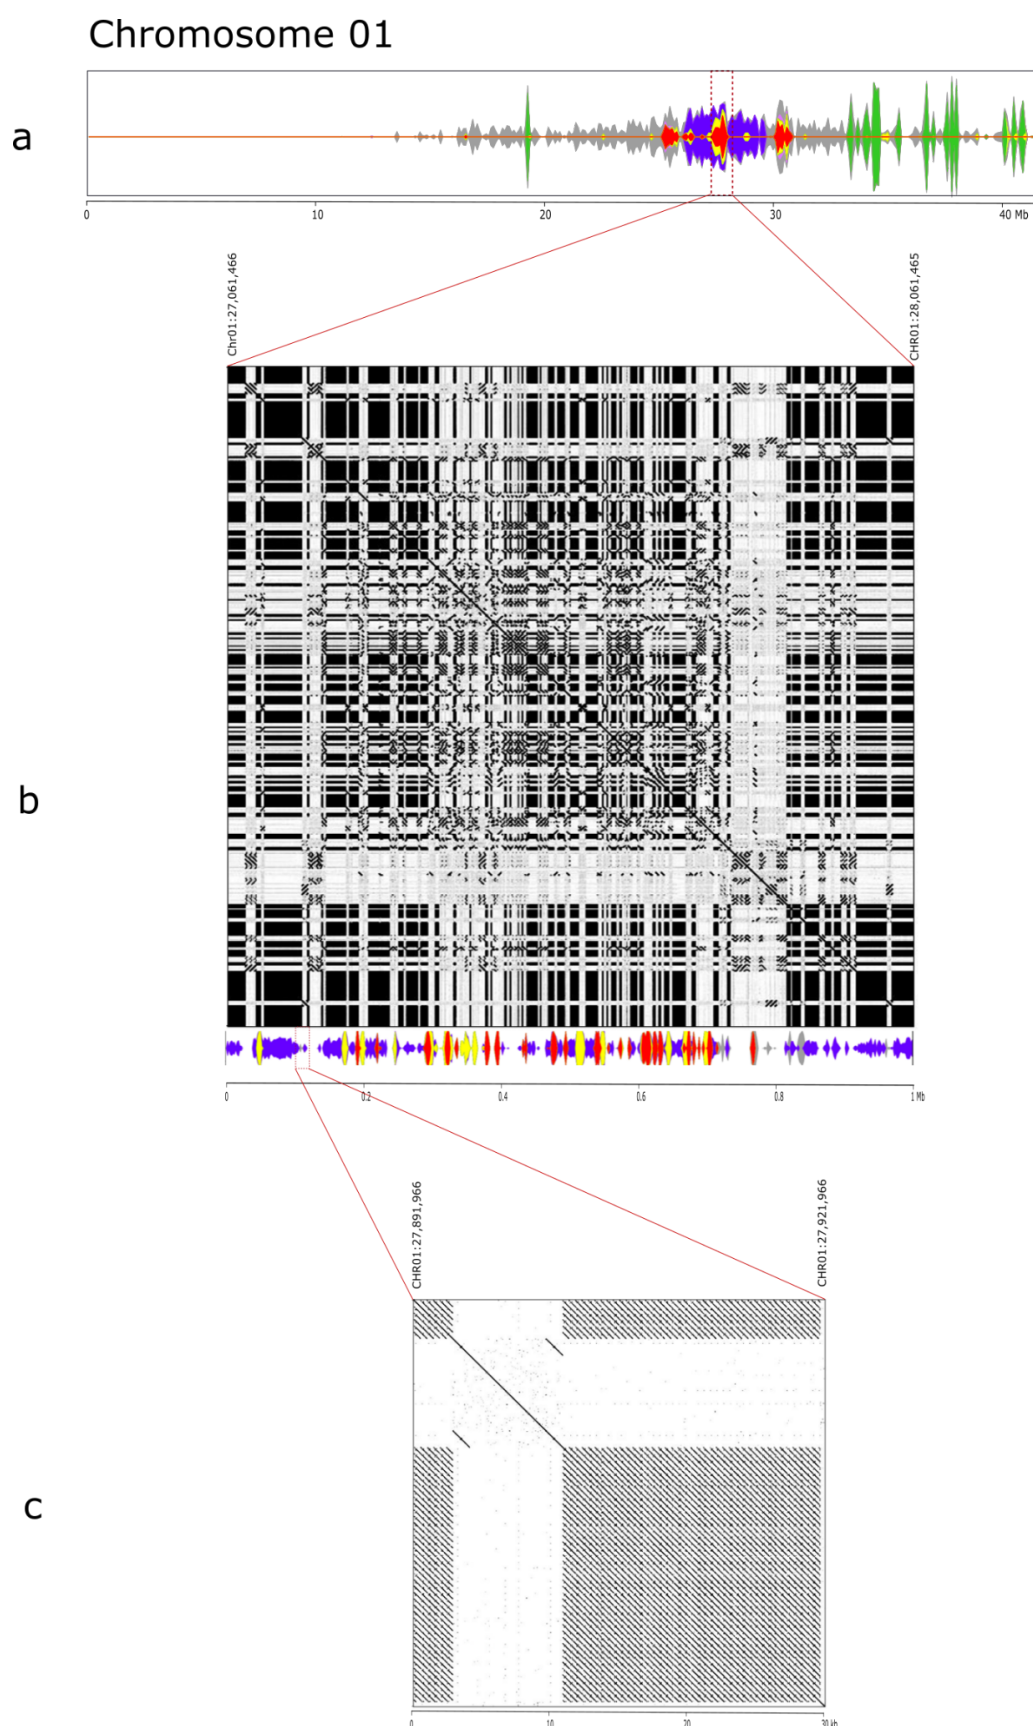 Chromosome 01
a
0 10 20 30 40 Mb
Chr01:27,061,466
CHR01:28,061,465
b
0 0.2 0.4 0.6 0.8 1 Mb
CHR01:27,891,966
CHR01:27,921,966
c
0 10 20 30 kb